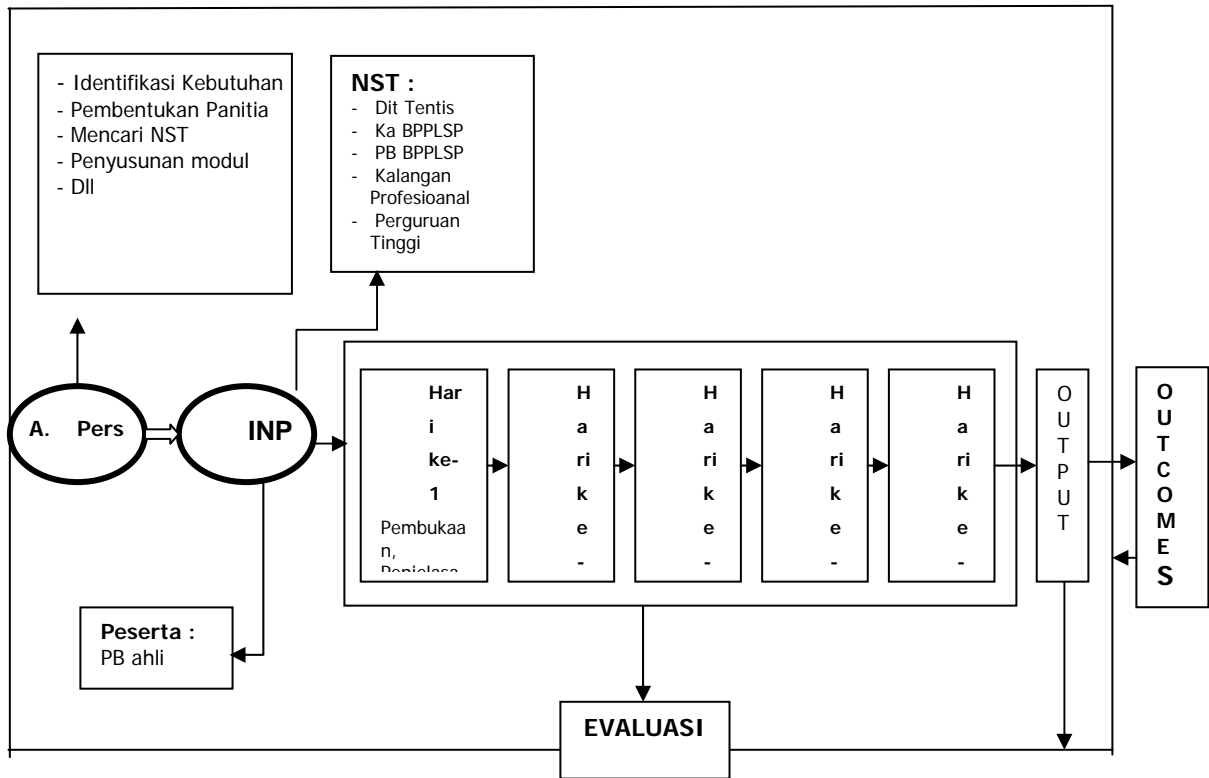 - Identifikasi Kebutuhan
- Pembentukan Panitia
- Mencari NST
- Penyusunan modul
- Dll
NST :
- Dit Tentis
- Ka BPPLSP
- PB BPPLSP
- Kalangan
Profesioanal
- Perguruan
Tinggi
A. Pers
INP
Har
i
ke-
1
Pembukaa
n,
H
a
ri
k
e
-
H
a
ri
k
e
-
H
a
ri
k
e
-
H
a
ri
k
e
-
O
U
T
P
U
T
O
U
T
C
O
M
E
S
Peserta :
PB ahli
EVALUASI